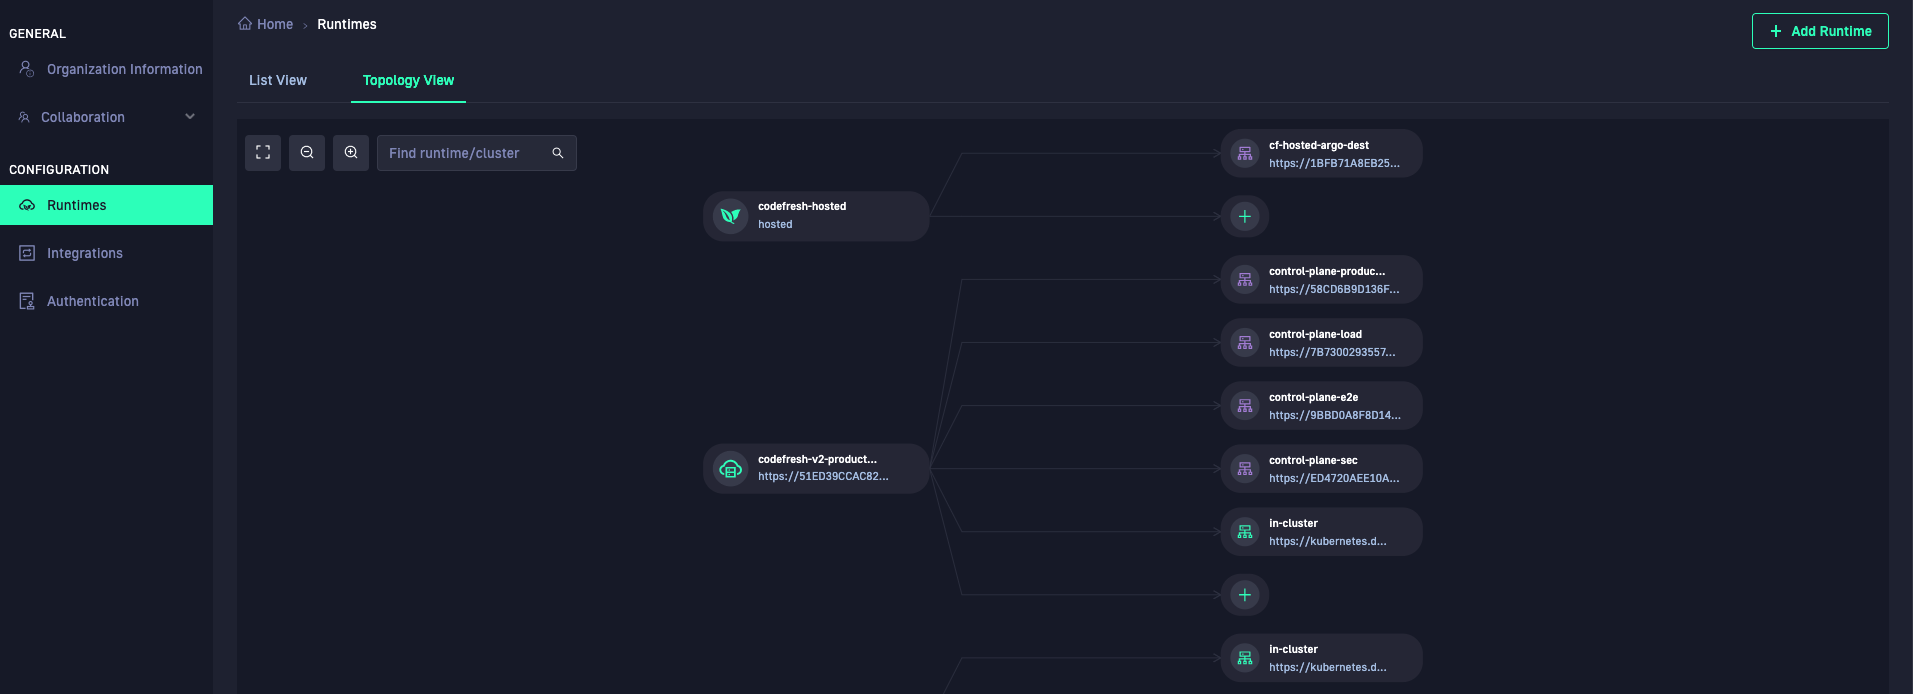 GENERAL
Organization Information
Collaboration
CONFIGURATION
Runtimes
Integrations
Authentication
Home › Runtimes
+ Add Runtime
List View
Topology View
Find runtime/cluster
cf-hosted-argo-dest
https://1BFB71A8EB25...
codefresh-hosted
hosted
control-plane-produc...
https://58CD6B9D136F...
control-plane-load
https://7B7300293557...
control-plane-e2e
https://9BBD0A8F8D14...
codefresh-v2-product...
https://51ED39CCAC82...
control-plane-sec
https://ED4720AEE10A...
in-cluster
https://kubernetes.d...
in-cluster
https://kubernetes.d...